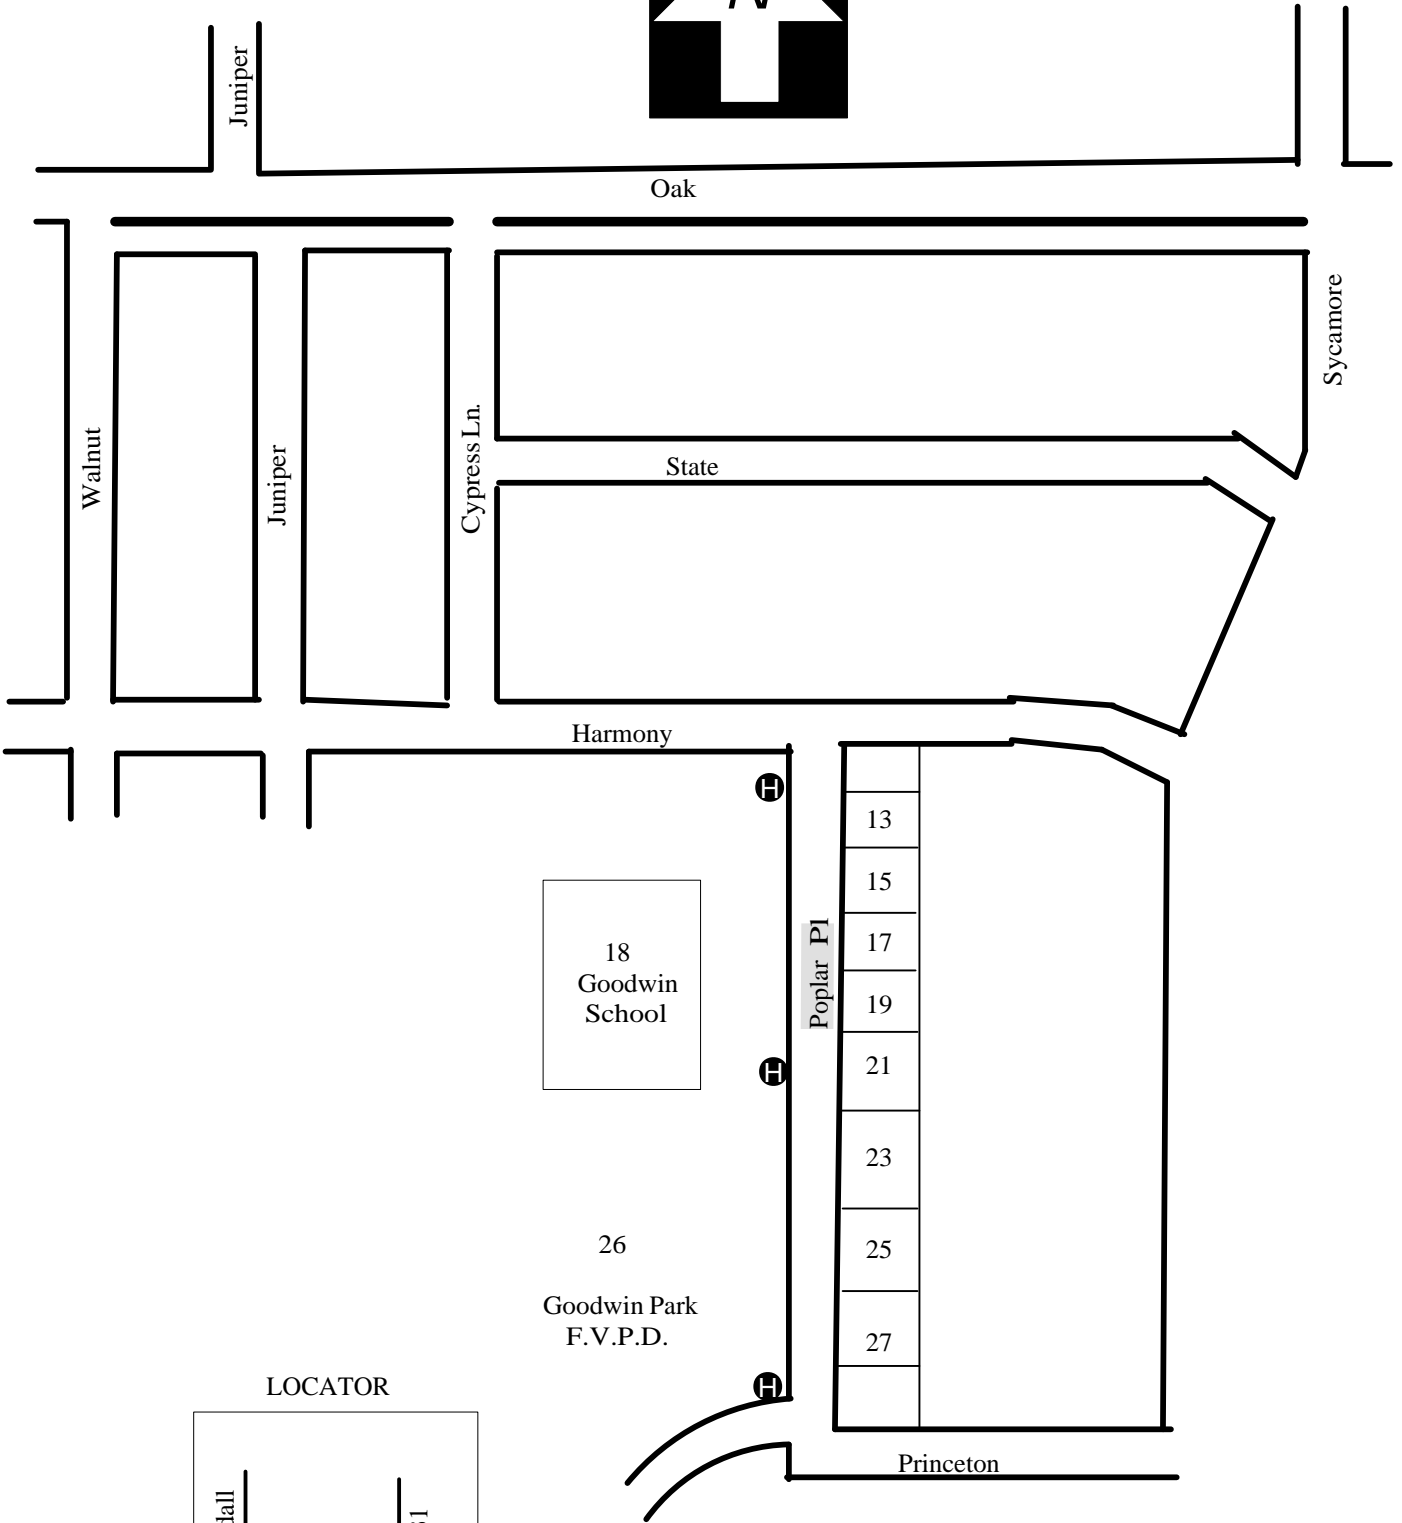 N
Juniper
Oak
Sycamore
Walnut
Juniper
Cypress Ln.
State
Harmony
H
13
15
17
18
Goodwin
School
Poplar Pl
19
21
H
23
25
26
Goodwin Park
F.V.P.D.
27
H
LOCATOR
Princeton